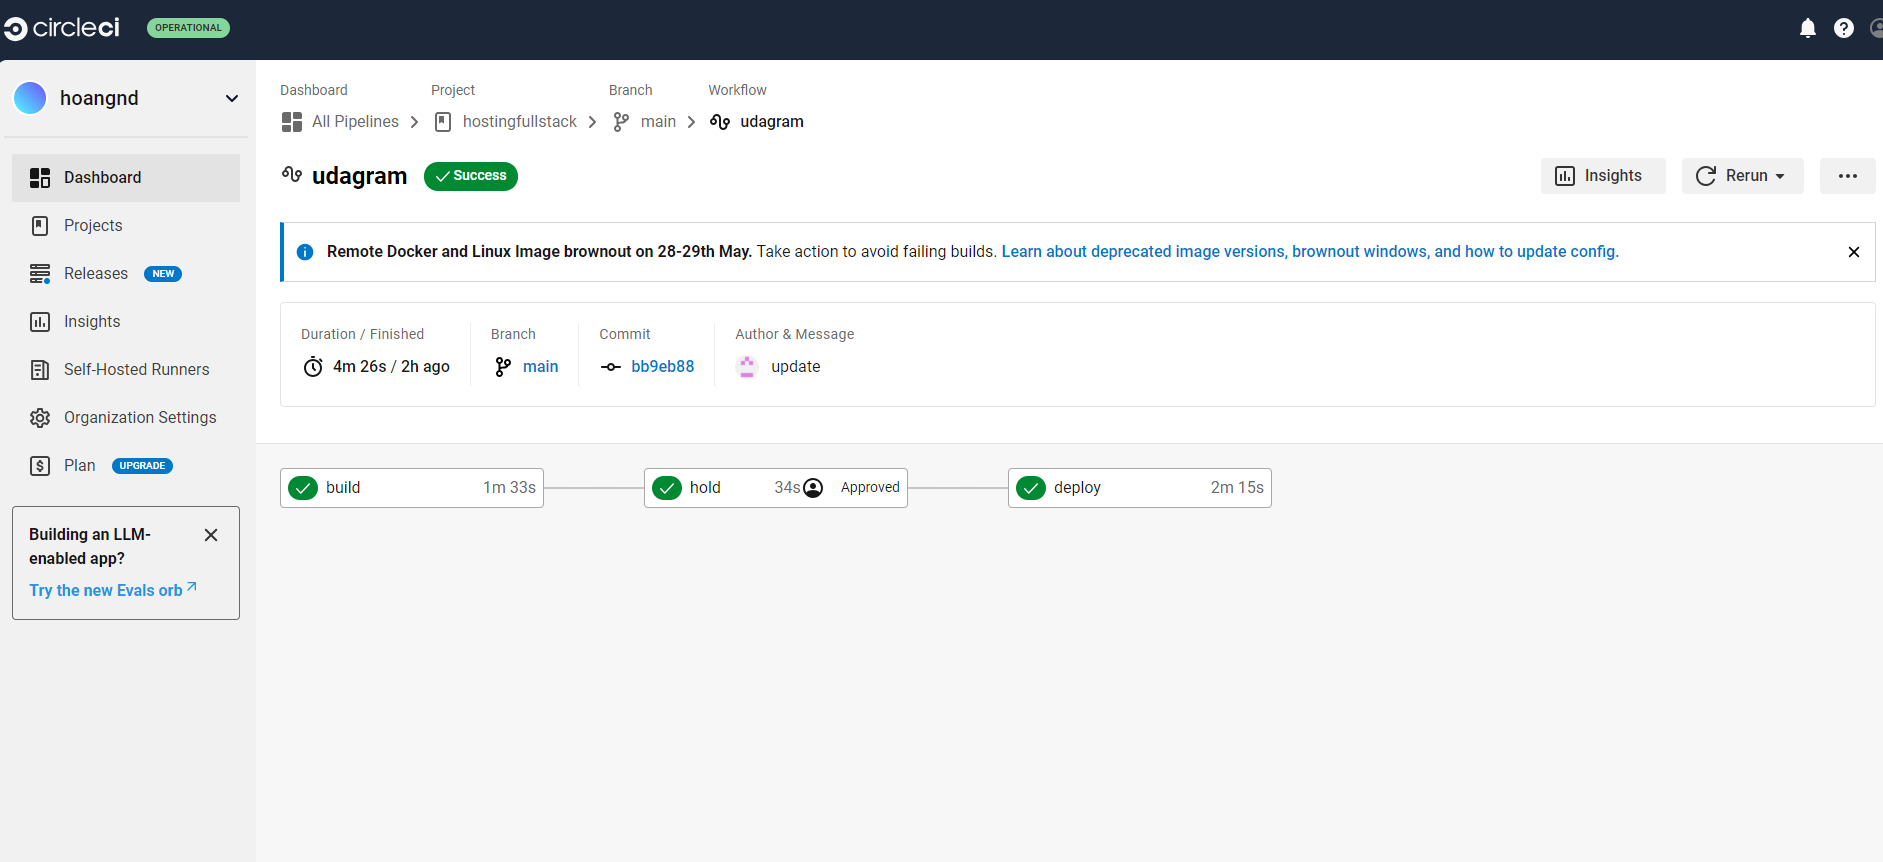 circleci OPERATIONAL
hoangnd
Dashboard
Projects
Releases NEW
Insights
Self-Hosted Runners
Organization Settings
Plan UPGRADE
Building an LLM-
enabled app?
Try the new Evals orb
Dashboard Project Branch Workflow
All Pipelines hostingfullstack main udagram
udagram Success Insights Rerun
Remote Docker and Linux Image brownout on 28-29th May. Take action to avoid failing builds. Learn about deprecated image versions, brownout windows, and how to update config.
Duration / Finished Branch Commit Author & Message
4m 26s / 2h ago main bb9eb88 update
build 1m 33s hold 34s Approved deploy 2m 15s